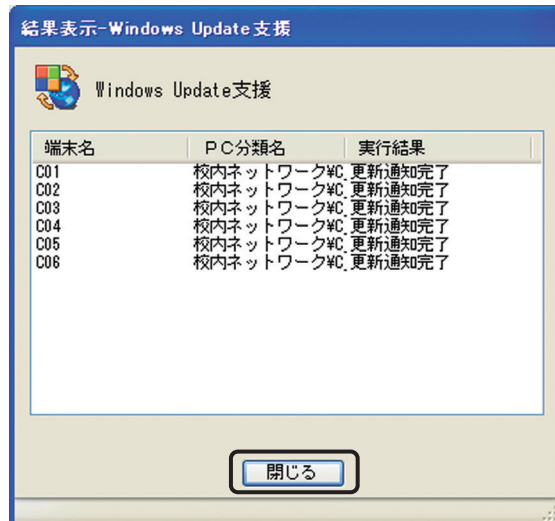 結果表示-Windows Update支援
Windows Update支援
端末名 PC分類名 実行結果
C01 校内ネットワーク¥C 更新通知完了
C02 校内ネットワーク¥C 更新通知完了
C03 校内ネットワーク¥C 更新通知完了
C04 校内ネットワーク¥C 更新通知完了
C05 校内ネットワーク¥C 更新通知完了
C06 校内ネットワーク¥C 更新通知完了
閉じる